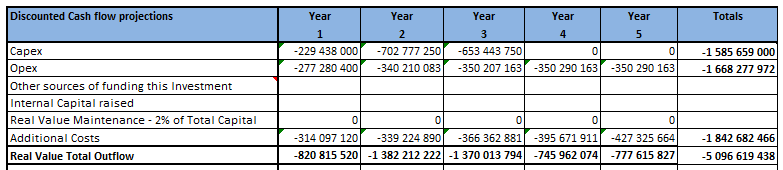 Discounted Cash flow projections Year Year Year Year Year Totals
1 2 3 4 5
Capex -229 438 000 -702 777 250 -653 443 750 0 0 -1 585 659 000
Opex -277 280 400 -340 210 083 -350 207 163 -350 290 163 -350 290 163 -1 668 277 972
Other sources of funding this Investment
Internal Capital raised
Real Value Maintenance - 2% of Total Capital 0 0 0 0 0
Additional Costs -314 097 120 -339 224 890 -366 362 881 -395 671 911 -427 325 664 -1 842 682 466
Real Value Total Outflow -820 815 520 -1 382 212 222 -1 370 013 794 -745 962 074 -777 615 827 -5 096 619 438